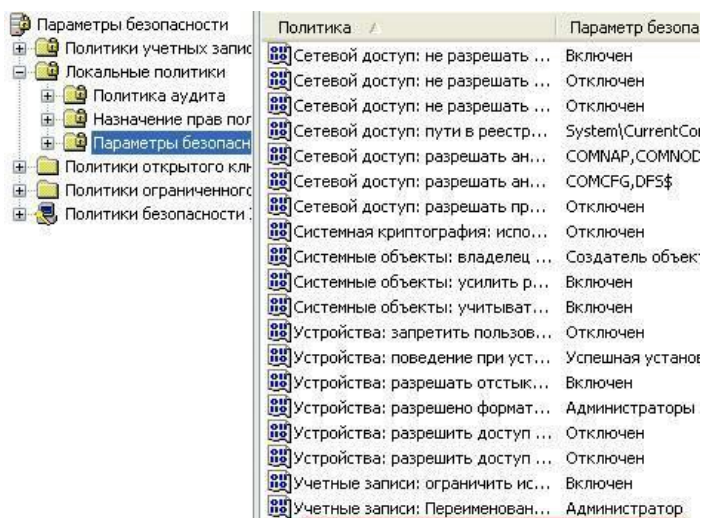 Параметры безопасности
Политики учетных запис
Локальные политики
Политика аудита
Назначение прав пол
Параметры безопасн
Политики открытого клю
Политики ограниченного
Политики безопасности
Политика
Параметр безопа
Сетевой доступ: не разрешать ... Включен
Сетевой доступ: не разрешать ... Отключен
Сетевой доступ: не разрешать ... Отключен
Сетевой доступ: пути в реестр... System\CurrentCor
Сетевой доступ: разрешать ан... COMNAP,COMNOD
Сетевой доступ: разрешать ан... COMCFG,DFS$
Сетевой доступ: разрешать пр... Отключен
Системная криптография: испо... Отключен
Системные объекты: владелец ... Создатель объек
Системные объекты: усилить р... Включен
Системные объекты: учитыват... Включен
Устройства: запретить пользов... Отключен
Устройства: поведение при уст... Успешная установ
Устройства: разрешать отстык... Включен
Устройства: разрешено формат... Администраторы
Устройства: разрешить доступ ... Отключен
Устройства: разрешить доступ ... Отключен
Учетные записи: ограничить ис... Включен
Учетные записи: Переименован... Администратор